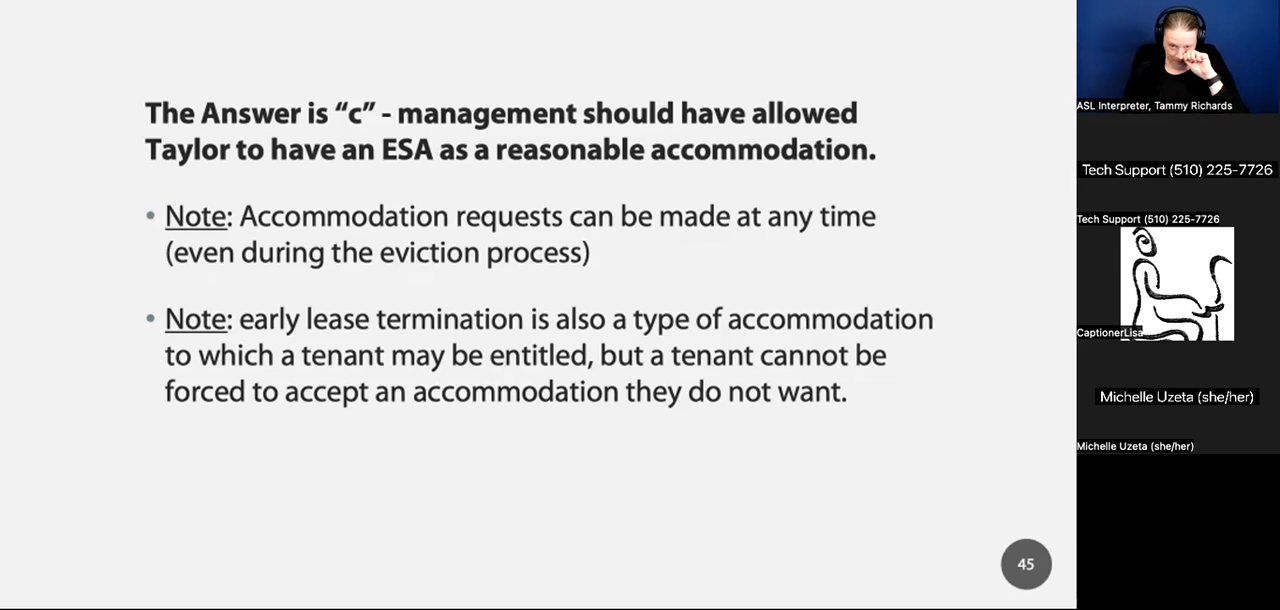 The Answer is “c” - management should have allowed
Taylor to have an ESA as a reasonable accommodation.
• Note: Accommodation requests can be made at any time
(even during the eviction process)
• Note: early lease termination is also a type of accommodation
to which a tenant may be entitled, but a tenant cannot be
forced to accept an accommodation they do not want.
45
ASL Interpreter, Tammy Richards
Tech Support (510) 225-7726
Tech Support (510) 225-7726
CaptionerLisa
Michelle Uzeta (she/her)
Michelle Uzeta (she/her)